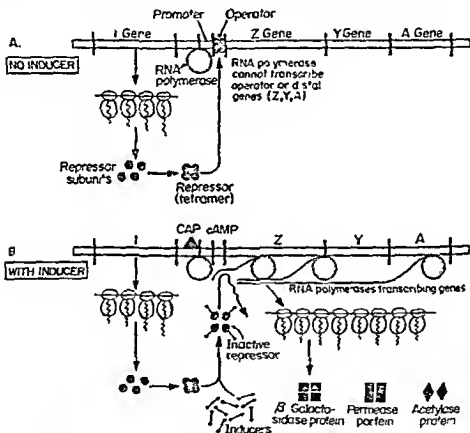 Promoter Operator
I Gene Z Gene Y Gene A Gene
A.
NO INDUCER
RNA
polymerase
RNA polymerase
cannot transcribe
operator or distal
genes (Z,Y,A)
Repressor
subunits
Repressor
(tetramer)
CAP cAMP
B I Z Y A
WITH INDUCER
RNA polymerases transcribing genes
Inactive
repressor
Inducers
β Galacto-
sidase protein
Permease
portein
Acetylase
protein